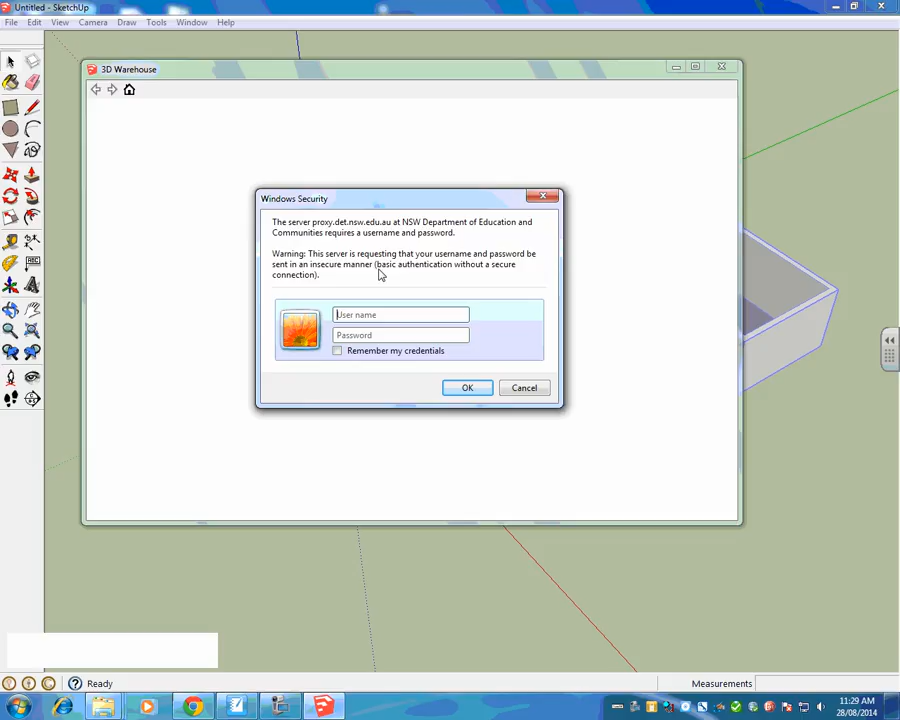 Untitled - SketchUp
File Edit View Camera Draw Tools Window Help
3D Warehouse
Windows Security
The server proxy.det.nsw.edu.au at NSW Department of Education and
Communities requires a username and password.
Warning: This server is requesting that your username and password be
sent in an insecure manner (basic authentication without a secure
connection).
User name
Password
Remember my credentials
OK Cancel
Ready
Measurements
11:29 AM
28/08/2014